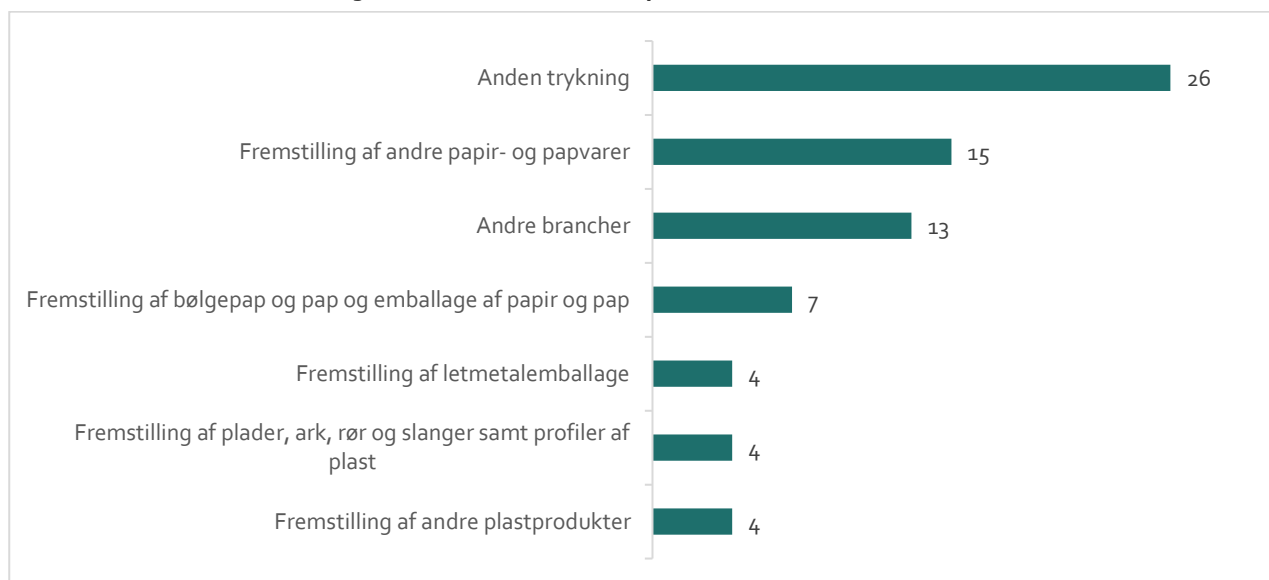 Anden trykning
26
Fremstilling af andre papir- og papvarer
15
Andre brancher
13
Fremstilling af bølgepap og pap og emballage af papir og pap
7
Fremstilling af letmetalemballage
4
Fremstilling af plader, ark, rør og slanger samt profiler af
plast
4
Fremstilling af andre plastprodukter
4